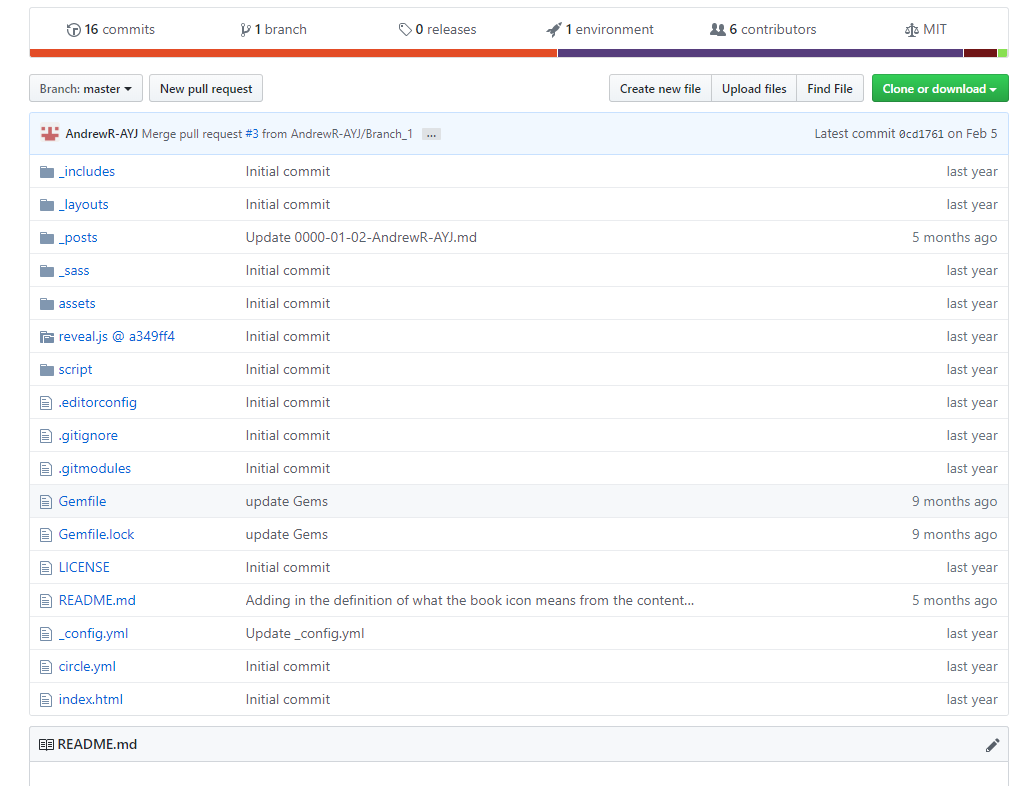 16 commits 1 branch 0 releases 1 environment 6 contributors MIT
Branch: master New pull request Create new file Upload files Find File Clone or download
AndrewR-AYJ Merge pull request #3 from AndrewR-AYJ/Branch_1 ... Latest commit 0cd1761 on Feb 5
_includes Initial commit last year
_layouts Initial commit last year
_posts Update 0000-01-02-AndrewR-AYJ.md 5 months ago
_sass Initial commit last year
assets Initial commit last year
reveal.js @ a349ff4 Initial commit last year
script Initial commit last year
.editorconfig Initial commit last year
.gitignore Initial commit last year
.gitmodules Initial commit last year
Gemfile update Gems 9 months ago
Gemfile.lock update Gems 9 months ago
LICENSE Initial commit last year
README.md Adding in the definition of what the book icon means from the content... 5 months ago
_config.yml Update _config.yml last year
circle.yml Initial commit last year
index.html Initial commit last year
README.md